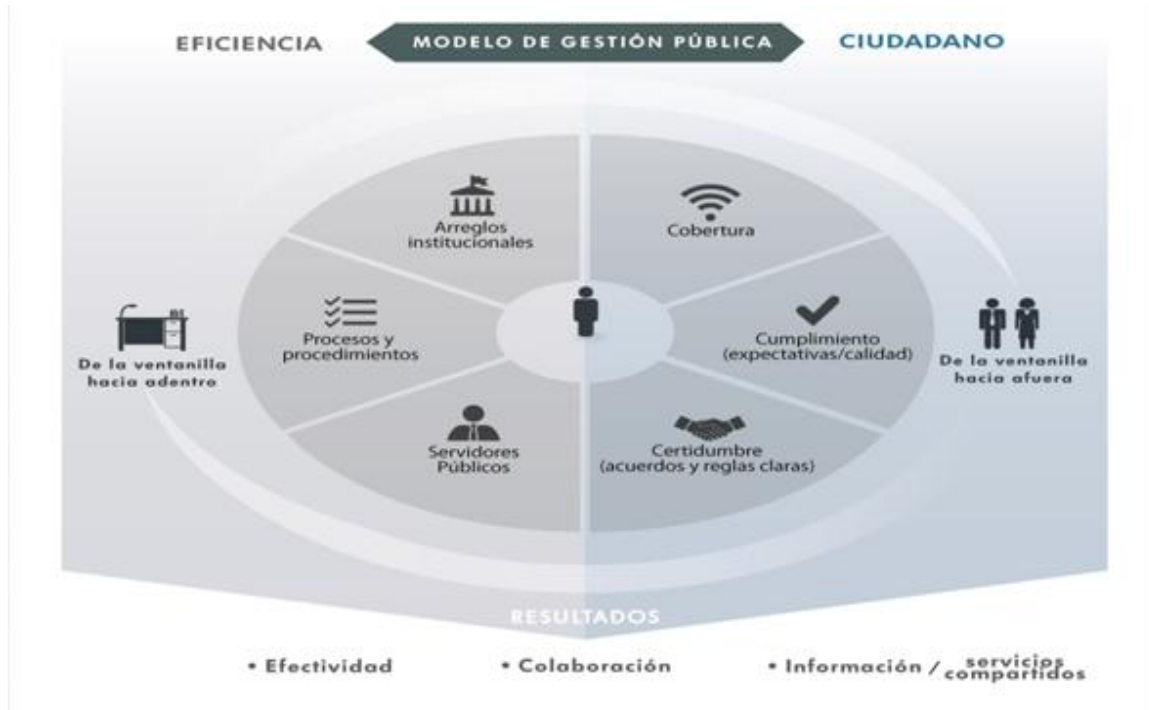 EFICIENCIA
MODELO DE GESTIÓN PÚBLICA
CIUDADANO
Arreglos
institucionales
Cobertura
Procesos y
procedimientos
Cumplimiento
(expectativas/calidad)
De la ventanilla
hacia adentro
De la ventanilla
hacia afuera
Servidores
Públicos
Certidumbre
(acuerdos y reglas claras)
RESULTADOS
• Efectividad
• Colaboración
• Información / servicios
compartidos